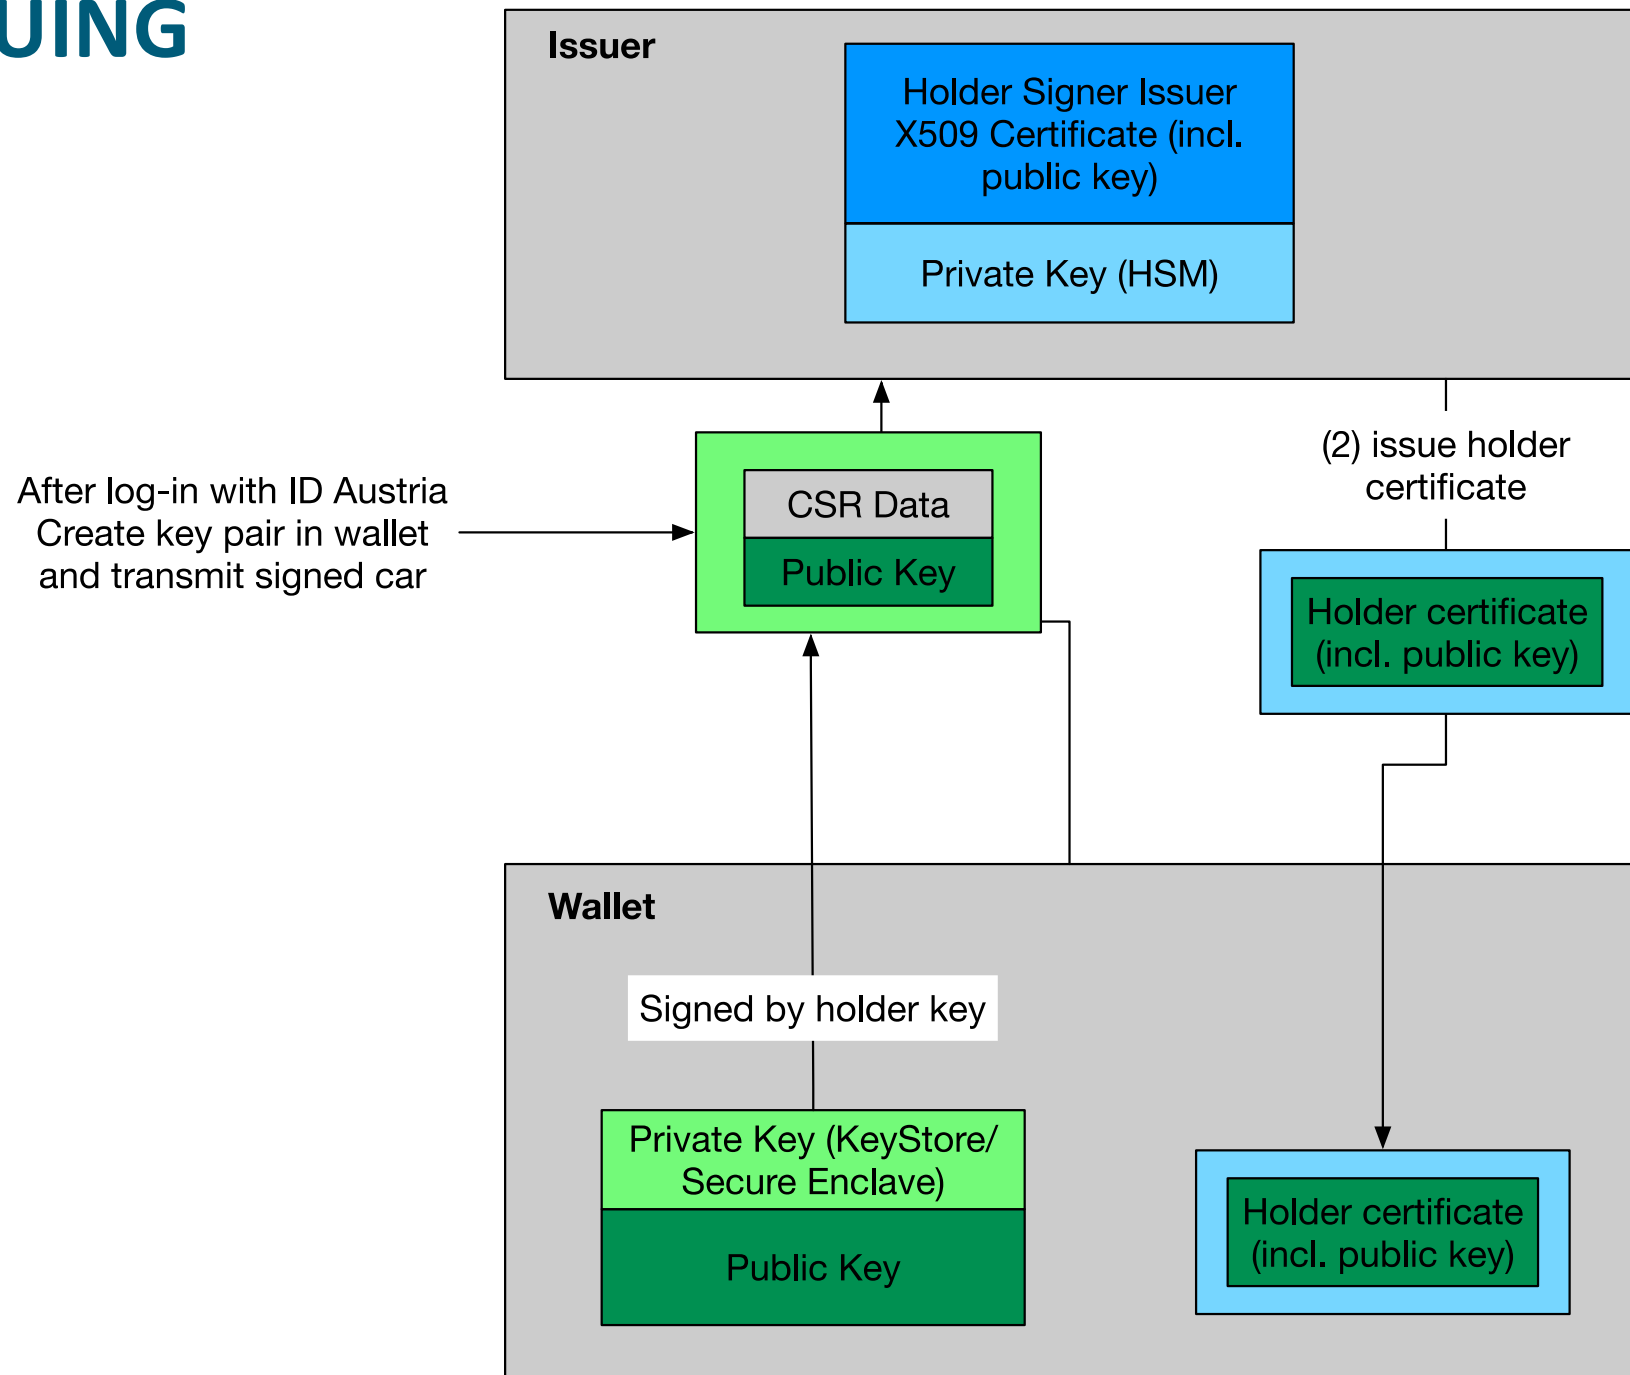 UING
Issuer
Holder Signer Issuer
X509 Certificate (incl.
public key)
Private Key (HSM)
After log-in with ID Austria
Create key pair in wallet
and transmit signed car
CSR Data
Public Key
(2) issue holder
certificate
Holder certificate
(incl. public key)
Wallet
Signed by holder key
Private Key (KeyStore/
Secure Enclave)
Public Key
Holder certificate
(incl. public key)